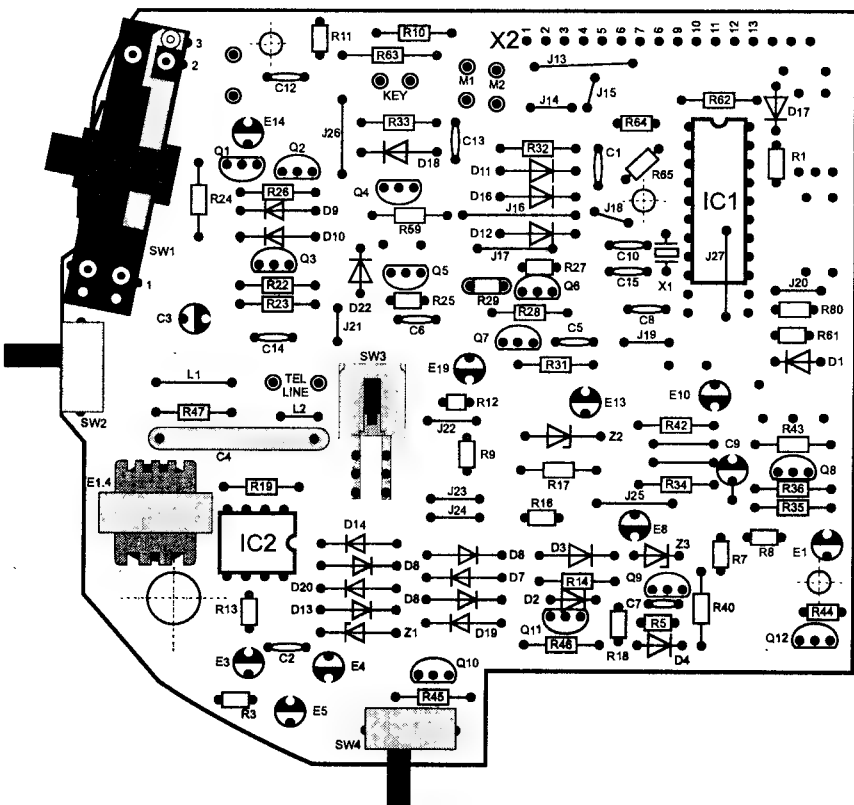 R11
R10
R63
X2
1 2 3 4 5 6 7 6 9 10 11 12 13
3
2
C12
KEY
M1
M2
J13
J15
J14
R62
D17
E14
J26
R33
C13
R64
Q1
Q2
D18
R32
C1
D11
R65
R1
R24
R26
Q4
D16
IC1
D9
R59
J16
J18
D10
D12
SW1
J17
C10
J27
Q3
D22
Q5
R27
C15
X1
1
R22
R25
R29
Q6
J20
R23
C6
R28
C8
R80
C3
J21
C14
Q7
C5
J19
R61
SW3
E19
R31
D1
L1
TEL
LINE
R12
E13
E10
R47
L2
J22
R42
R43
SW2
Z2
C9
C4
R9
R17
R34
Q8
E1.4
R19
J23
R36
J25
R35
J24
R16
E8
IC2
D14
D3
Z3
R7
R8
E1
D8
D8
D20
D7
R14
Q9
R13
D13
D8
D2
C7
R40
R44
Z1
D19
Q11
R5
Q12
E3
C2
E4
Q10
R46
R18
D4
R3
E5
R45
SW4